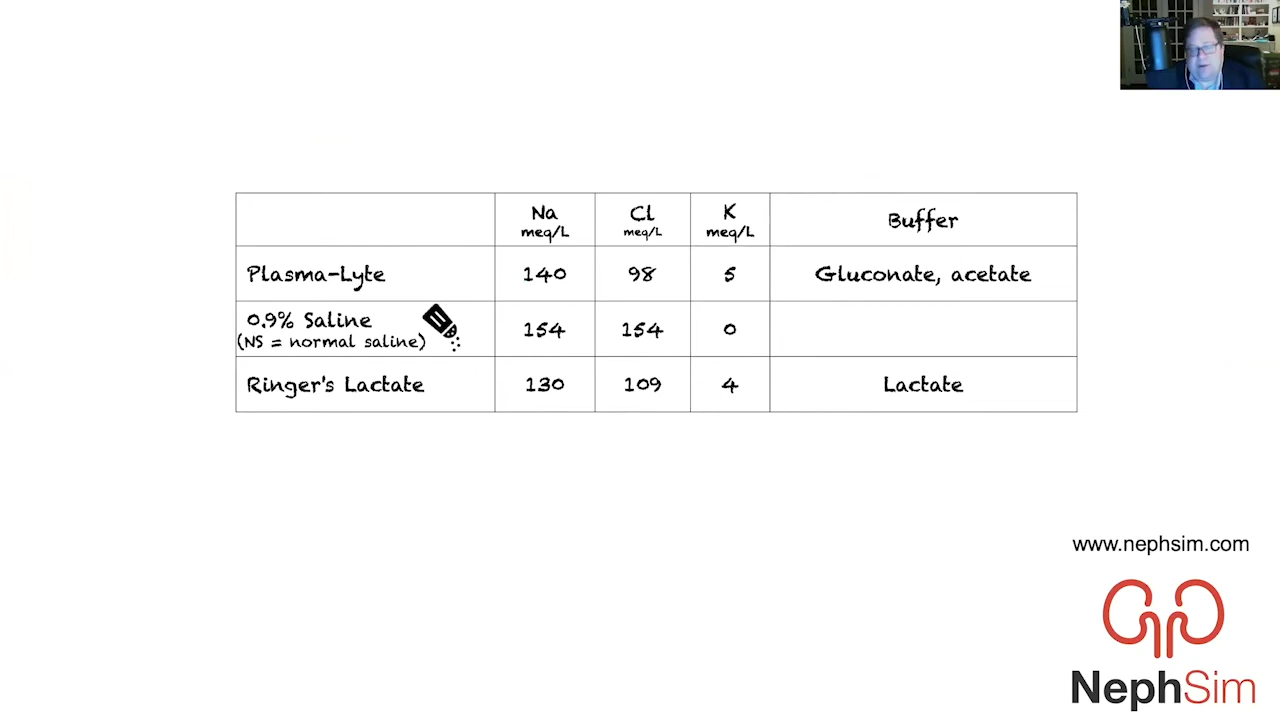 Na Cl K Buffer
meq/L meq/L meq/L
Plasma-Lyte 140 98 5 Gluconate, acetate
0.9% Saline 154 154 0
(NS = normal saline)
Ringer's Lactate 130 109 4 Lactate
www.nephsim.com
NephSim